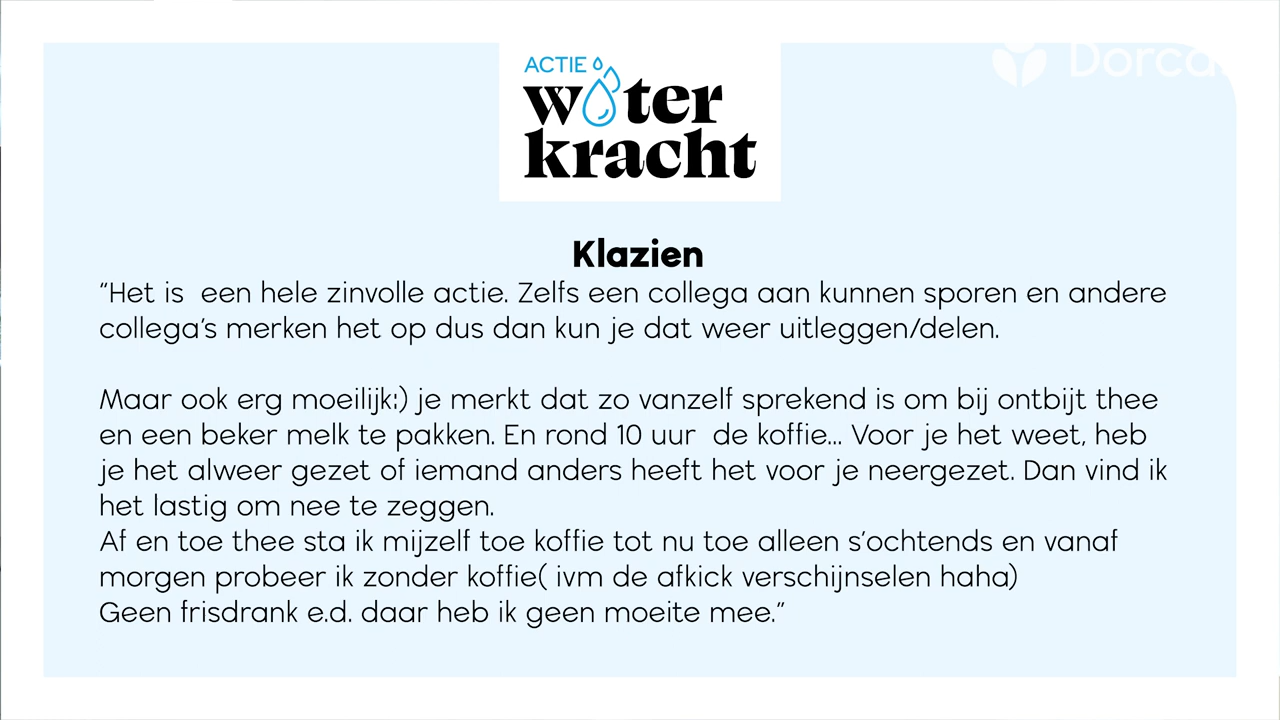 ACTIE
water
kracht
Dorca
Klazien
“Het is  een hele zinvolle actie. Zelfs een collega aan kunnen sporen en andere
collega's merken het op dus dan kun je dat weer uitleggen/delen.
Maar ook erg moeilijk:) je merkt dat zo vanzelf sprekend is om bij ontbijt thee
en een beker melk te pakken. En rond 10 uur  de koffie... Voor je het weet, heb
je het alweer gezet of iemand anders heeft het voor je neergezet. Dan vind ik
het lastig om nee te zeggen.
Af en toe thee sta ik mijzelf toe koffie tot nu toe alleen s'ochtends en vanaf
morgen probeer ik zonder koffie( ivm de afkick verschijnselen haha)
Geen frisdrank e.d. daar heb ik geen moeite mee.”